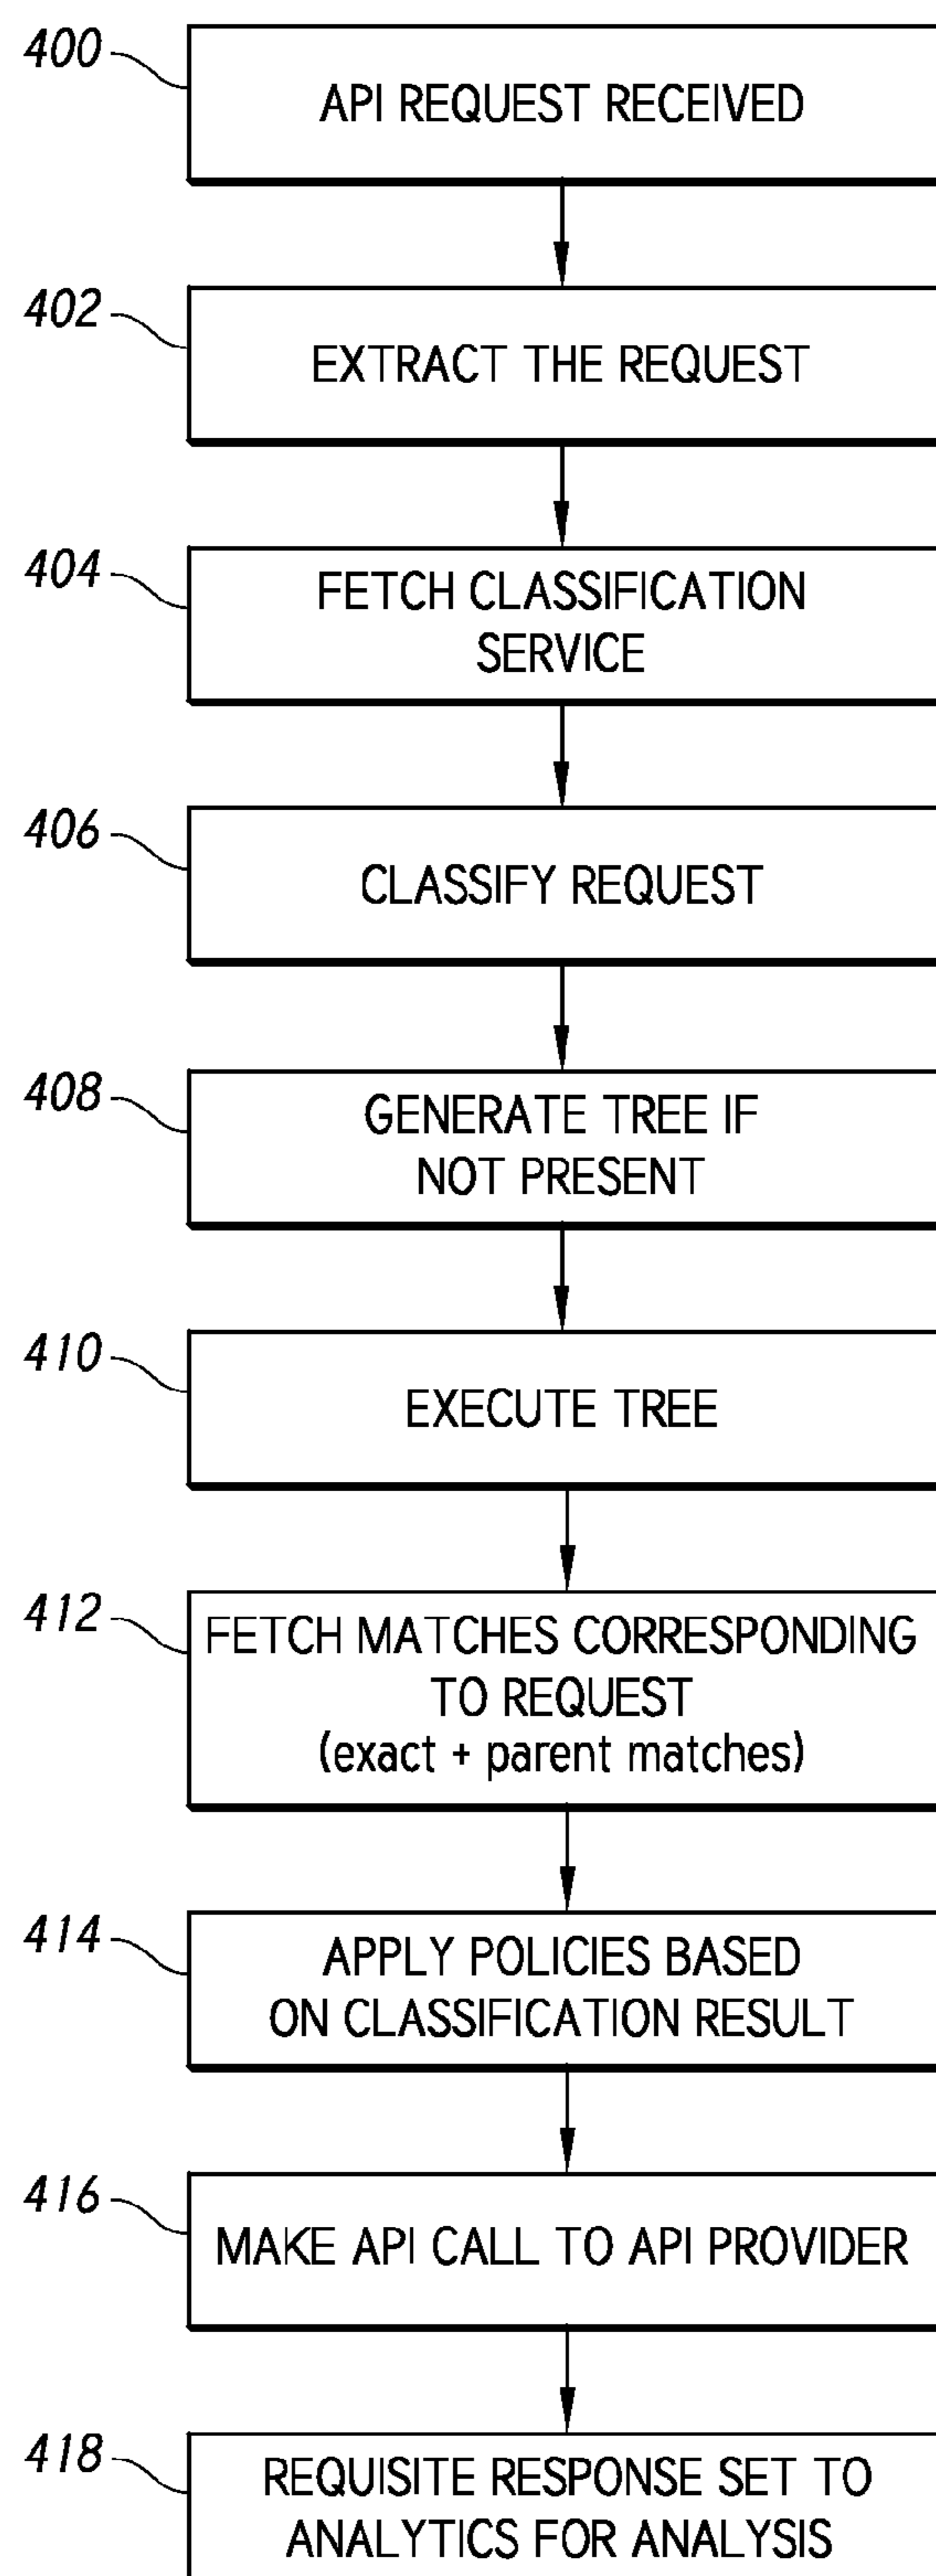 400
API REQUEST RECEIVED
402
EXTRACT THE REQUEST
404
FETCH CLASSIFICATION
SERVICE
406
CLASSIFY REQUEST
408
GENERATE TREE IF
NOT PRESENT
410
EXECUTE TREE
412
FETCH MATCHES CORRESPONDING
TO REQUEST
(exact + parent matches)
414
APPLY POLICIES BASED
ON CLASSIFICATION RESULT
416
MAKE API CALL TO API PROVIDER
418
REQUISITE RESPONSE SET TO
ANALYTICS FOR ANALYSIS